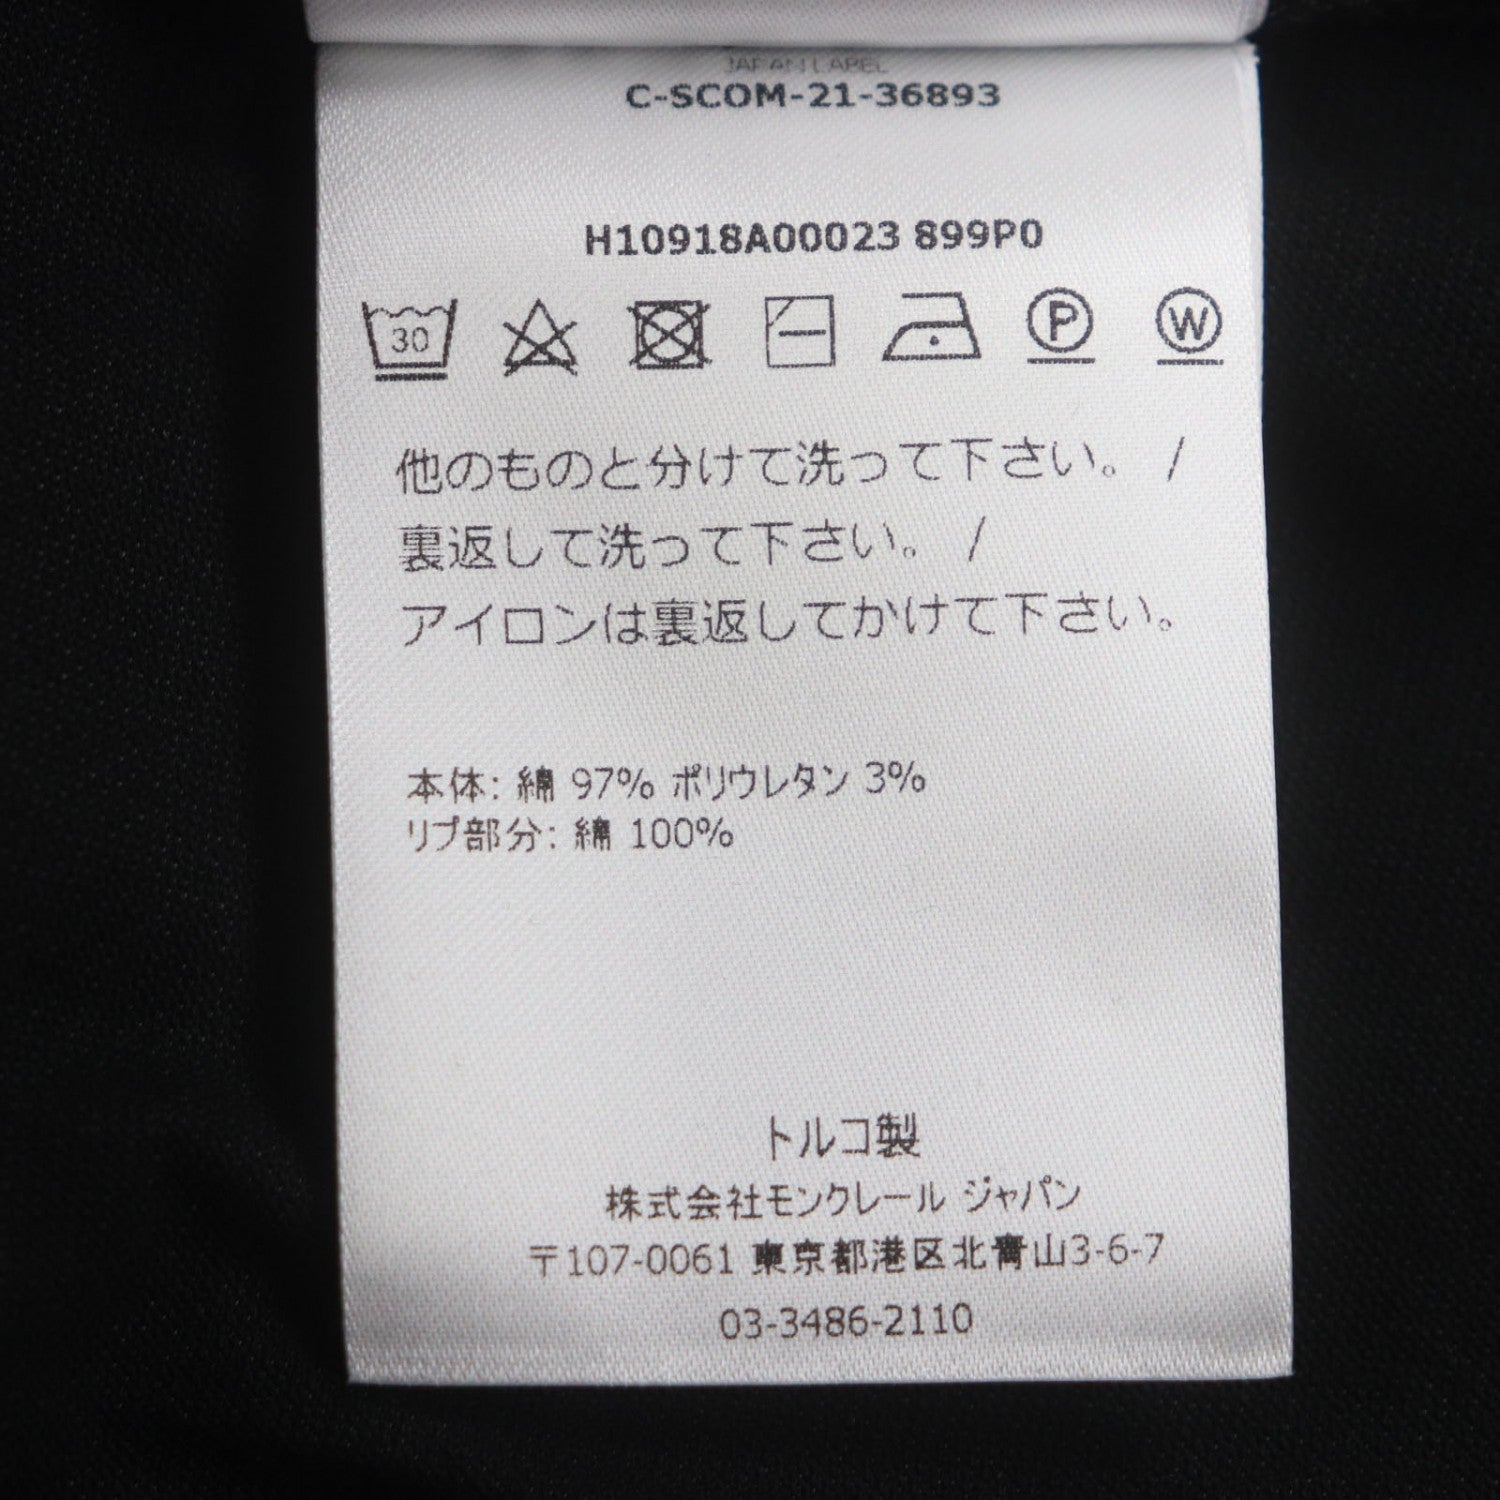 JAPAN LABEL
C-SCOM-21-36893
H10918A00023 899P0
30
P
W
他のものと分けて洗って下さい。 /
裏返して洗って下さい。 /
アイロンは裏返してかけて下さい。
本体: 綿 97% ポリウレタン 3%
リブ部分: 綿 100%
トルコ製
株式会社モンクレール ジャパン
〒107-0061 東京都港区北青山3-6-7
03-3486-2110